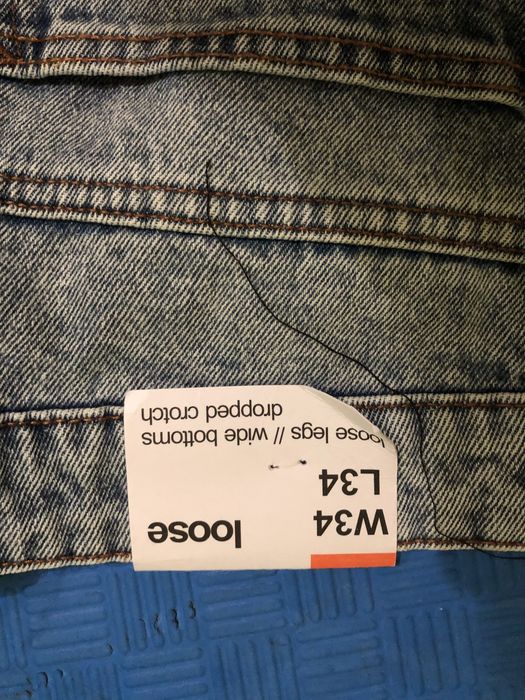 W34 loose
L34
loose legs // wide bottoms
dropped crotch